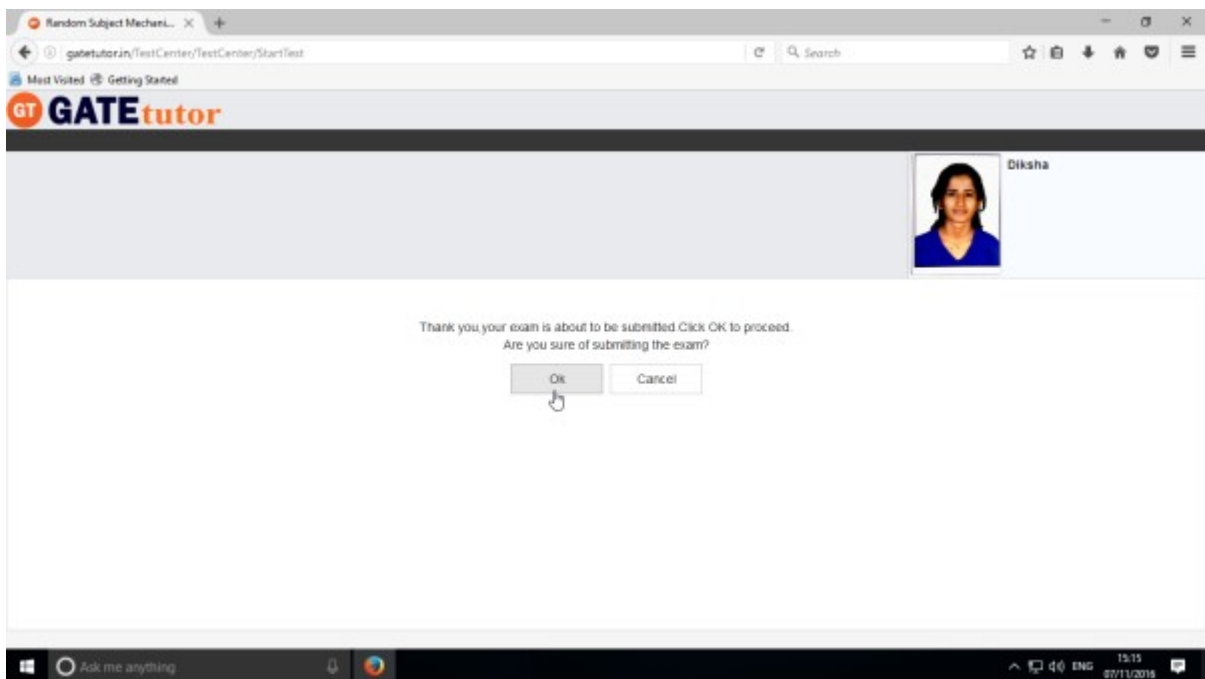 Random Subject Mechani...
gatetutor.in/TestCenter/TestCenter/StartTest
Search
Most Visited Getting Started
GT GATEtutor
Diksha
Thank you,your exam is about to be submitted.Click OK to proceed.
Are you sure of submitting the exam?
Ok Cancel
Ask me anything
ENG
15:15
07/11/2016